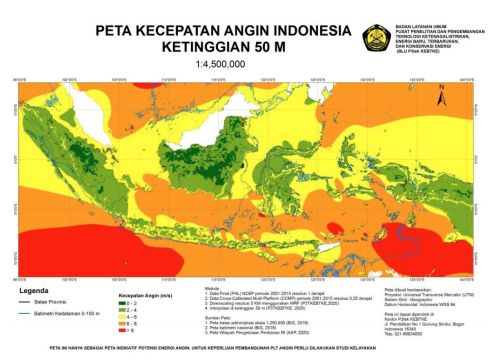 PETA KECEPATAN ANGIN INDONESIA
KETINGGIAN 50 M
1:4,500,000
BADAN LAYANAN UMUM
PUSAT PENELITIAN DAN PENGEMBANGAN
TEKNOLOGI KETENAGALISTRIKAN,
ENERGI BARU, TERBARUKAN,
DAN KONSERVASI ENERGI
(BLU P3tek KEBTKE)
N
Legenda
Batas Provinsi
Batimetri Kedalaman 0-100 m
Kecepatan Angin (m/s)
0 - 2
2 - 4
4 - 6
6 - 8
> 8
Metode :
1. Data Final (FNL) NCEP periode 2001-2015 resolusi 1 derajat
2. Data Cross-Calibrated Multi-Platform (CCMP) periode 2001-2015 resolusi 0,25 derajat
3. Downscaling resolusi 5 KM menggunakan WRF (P3TKEBTKE,2020)
4. Interpolasi di ketinggian 50 m (P3TKEBTKE, 2020)
Sumber Peta:
1. Peta batas administrasi skala 1:250.000 (BIG, 2019)
2. Peta batimetri nasional (BIG, 2019)
3. Peta Wilayah Pengelolaan Perikanan RI (KKP, 2020)
Peta dibuat berdasarkan:
Proyeksi: Universal Transverse Mercator (UTM)
Sistem Grid : Geographic
Datum Horisontal: Indonesia WGS 84
Peta ini dapat diperoleh di:
Kantor P3tek KEBTKE
Jl. Pendidikan No.1 Gunung Sindur, Bogor
Indonesia 16340
Telp.
PETA INI HANYA SEBAGAI PETA INDIKATIF POTENSI ENERGI ANGIN. UNTUK KEPERLUAN PEMBANGUNAN PLT ANGIN PERLU DILAKUKAN STUDI KELAYAKAN